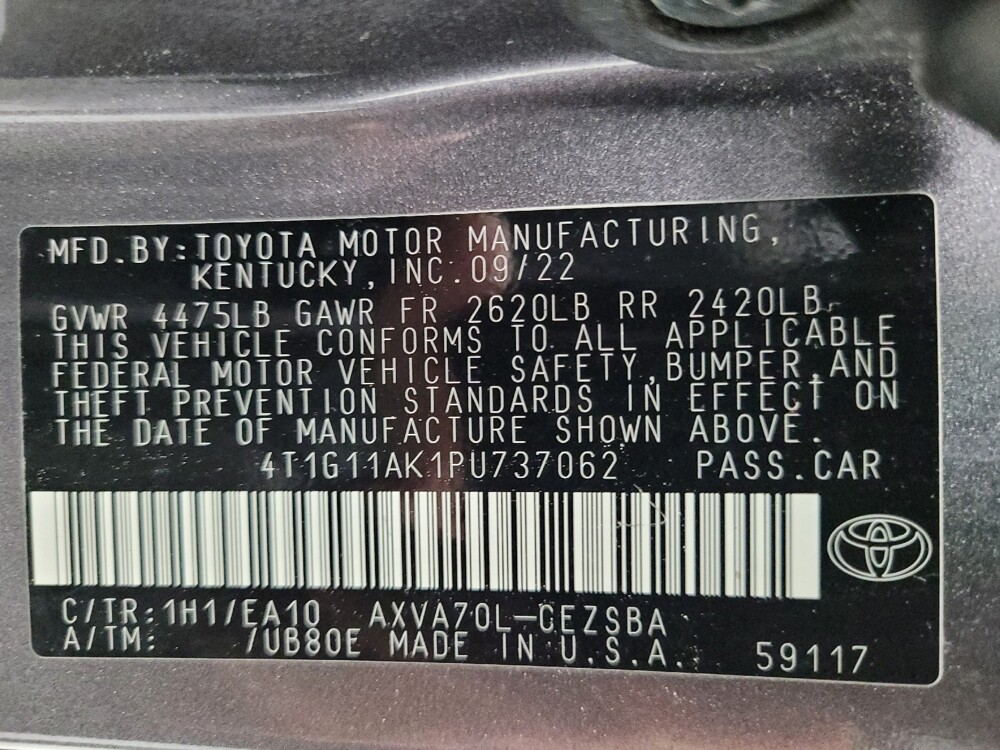 MFD.BY:TOYOTA MOTOR MANUFACTURING,
KENTUCKY, INC. 09/22
GVWR 4475LB GAWR FR 2620LB RR 2420LB
THIS VEHICLE CONFORMS TO ALL APPLICABLE
FEDERAL MOTOR VEHICLE SAFETY,BUMPER,AND
THEFT PREVENTION STANDARDS IN EFFECT ON
THE DATE OF MANUFACTURE SHOWN ABOVE.
4T1G11AK1PU737062 PASS.CAR
C/TR:1H1/EA10 AXVA70L-CEZSBA
A/TM: /UB80E MADE IN U.S.A. 59117